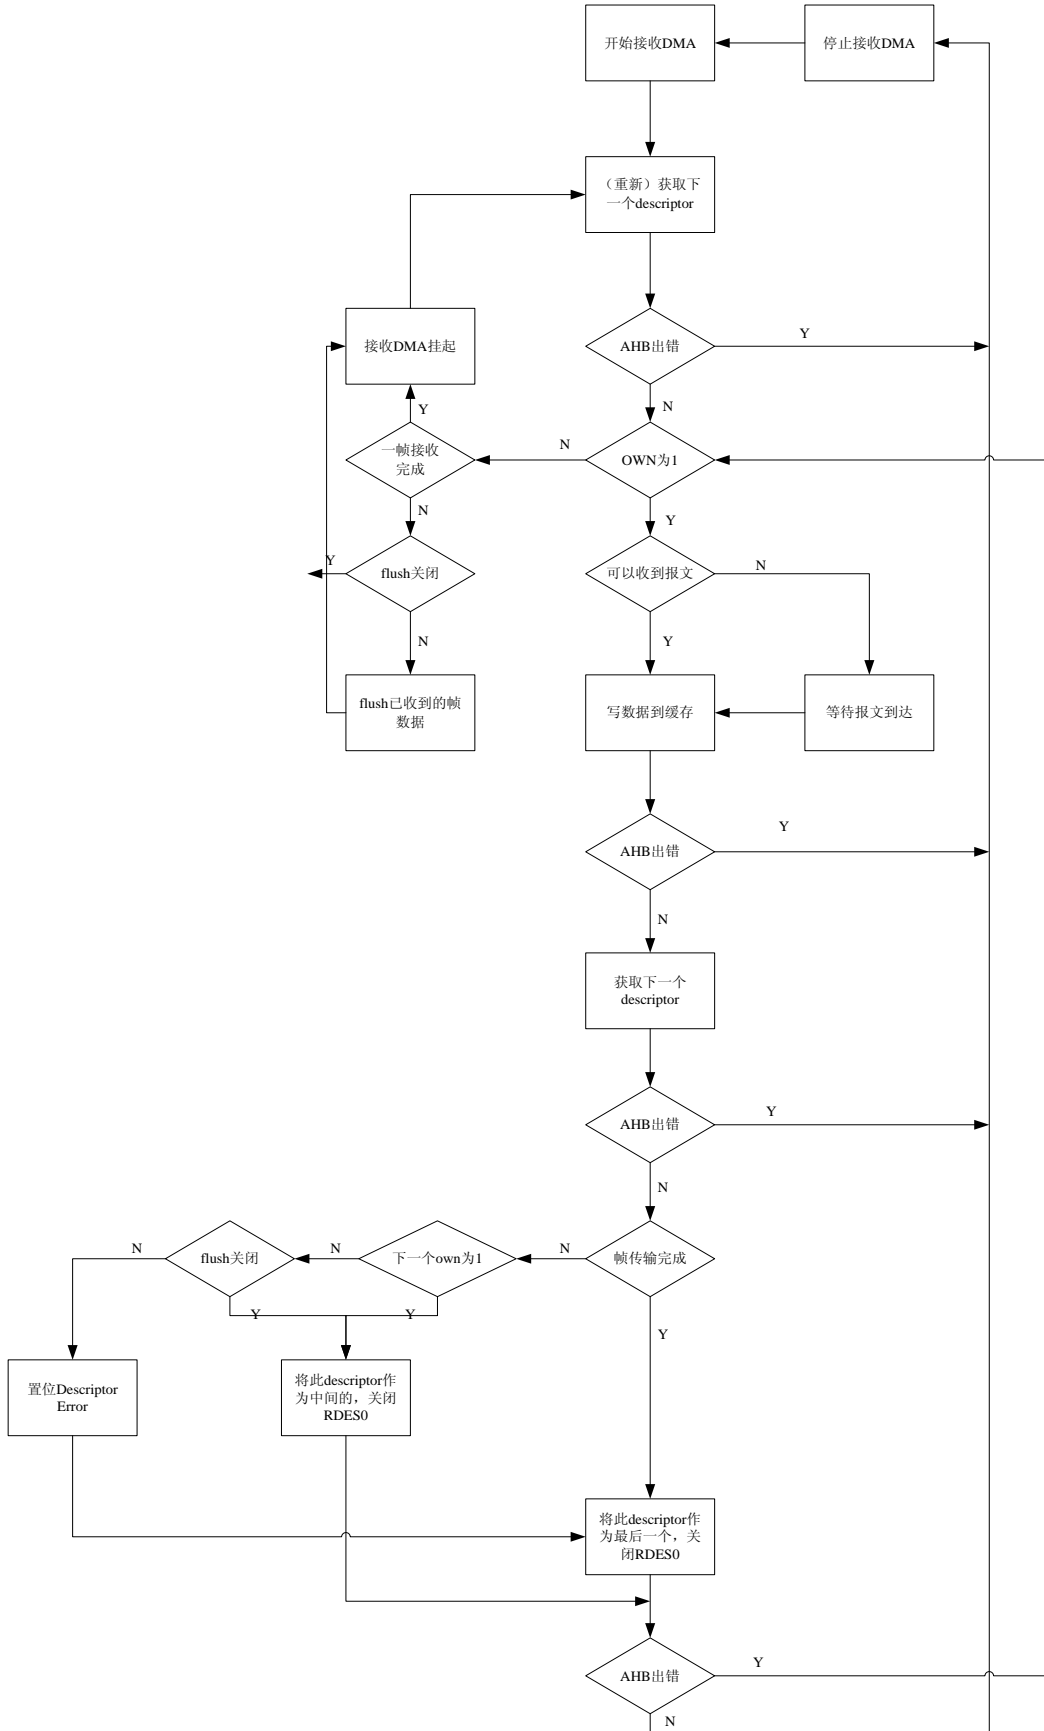 开始接收DMA
停止接收DMA
（重新）获取下
一个descriptor
接收DMA挂起
AHB出错
Y
Y
N
一帧接收
完成
N
OWN为1
N
Y
Y
flush关闭
可以收到报文
N
N
Y
flush已收到的帧
数据
写数据到缓存
等待报文到达
AHB出错
Y
N
获取下一个
descriptor
AHB出错
Y
N
N
flush关闭
N
下一个own为1
N
帧传输完成
Y
Y
Y
置位Descriptor
Error
将此descriptor作
为中间的，关闭
RDES0
将此descriptor作
为最后一个，关
闭RDES0
AHB出错
Y
N